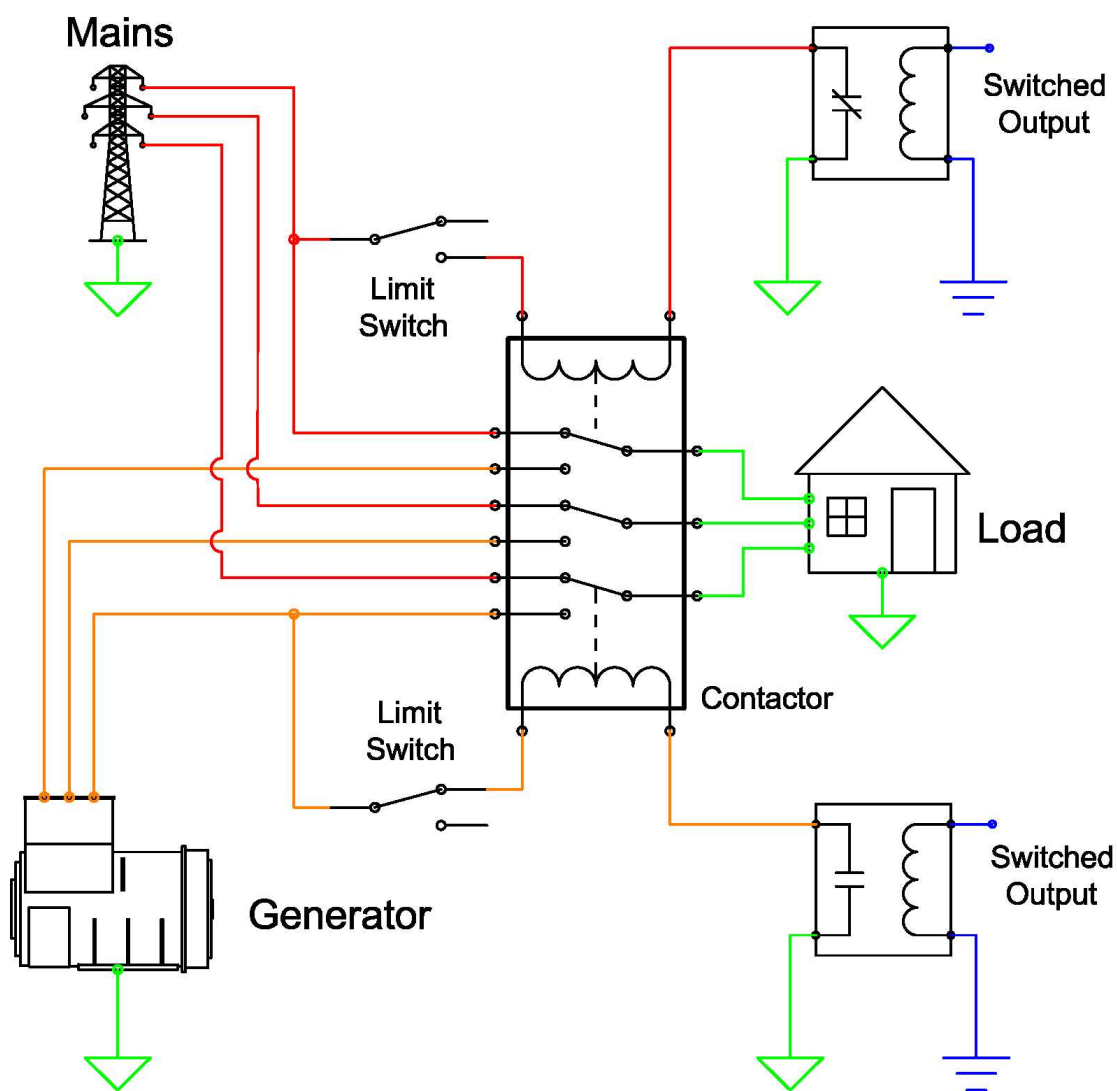 Mains
Switched
Output
Limit
Switch
Load
Contactor
Limit
Switch
Generator
Switched
Output